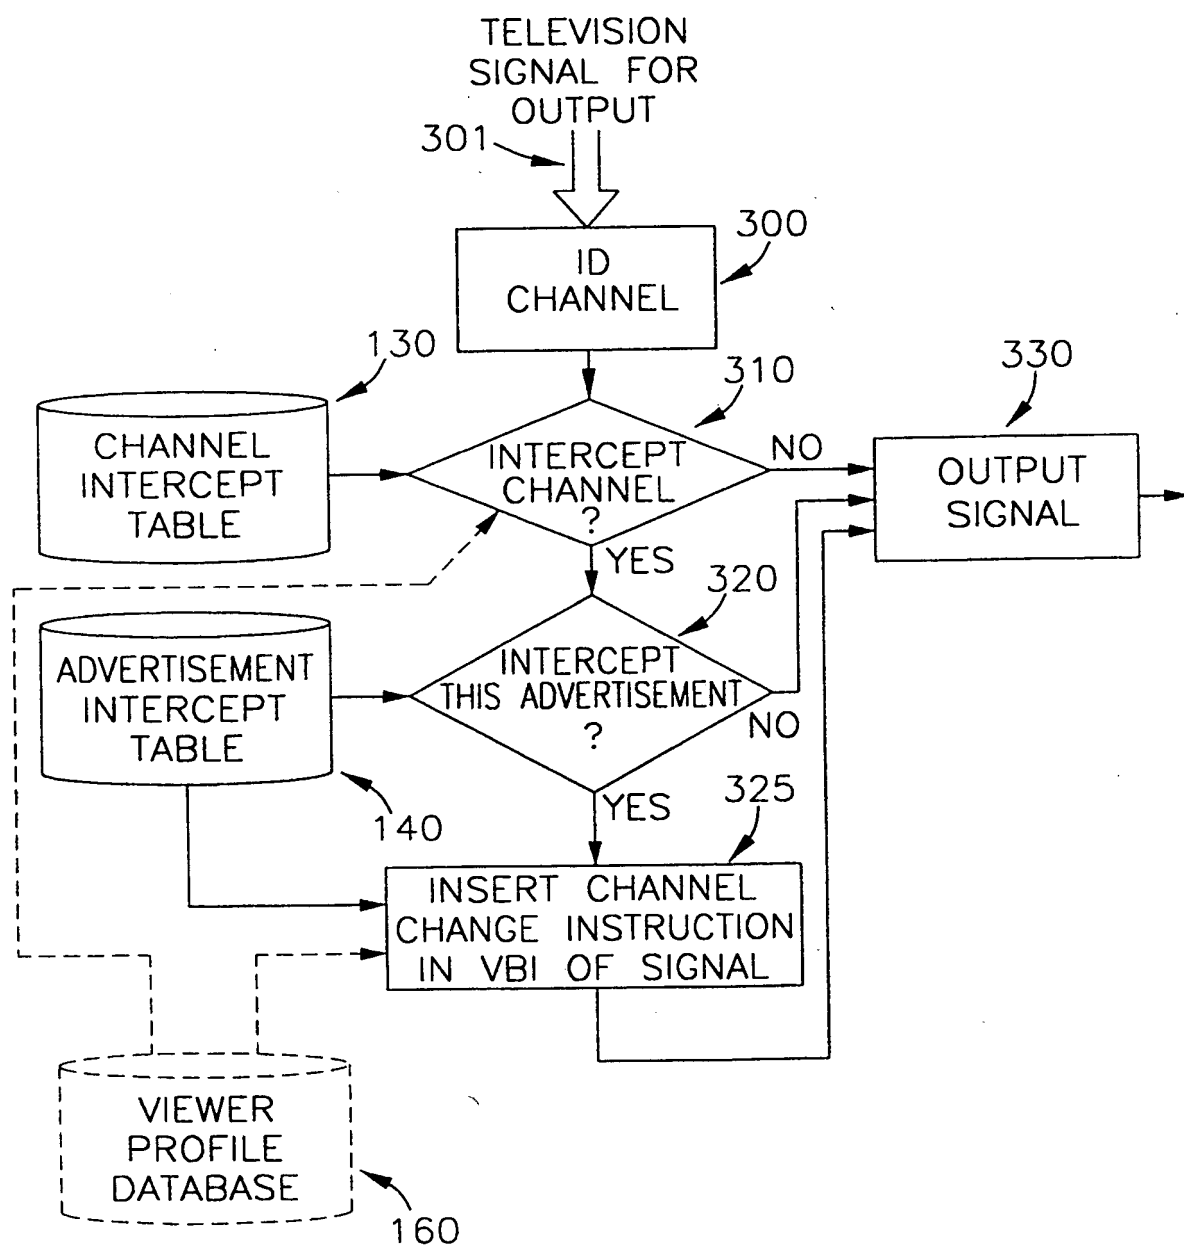 TELEVISION
SIGNAL FOR
OUTPUT
301
300
ID
CHANNEL
130
310
330
CHANNEL
INTERCEPT
TABLE
INTERCEPT
CHANNEL
?
NO
OUTPUT
SIGNAL
YES
320
ADVERTISEMENT
INTERCEPT
TABLE
INTERCEPT
THIS ADVERTISEMENT
?
NO
140
YES
325
INSERT CHANNEL
CHANGE INSTRUCTION
IN VBI OF SIGNAL
VIEWER
PROFILE
DATABASE
160